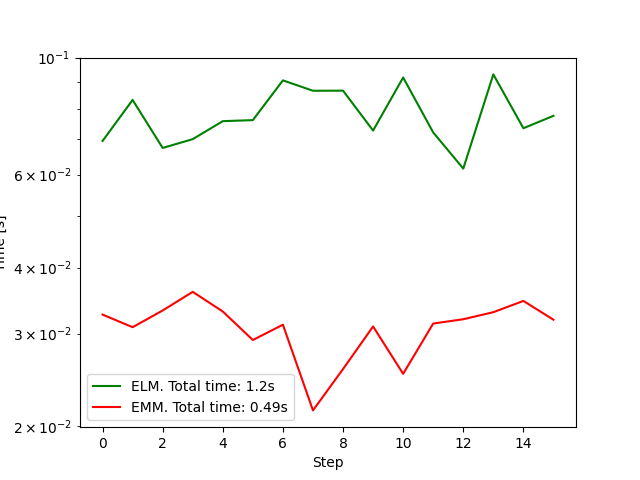 10⁻¹
6 × 10⁻²
4 × 10⁻²
3 × 10⁻²
2 × 10⁻²
[s]
ELM. Total time: 1.2s
EMM. Total time: 0.49s
0 2 4 6 8 10 12 14
Step